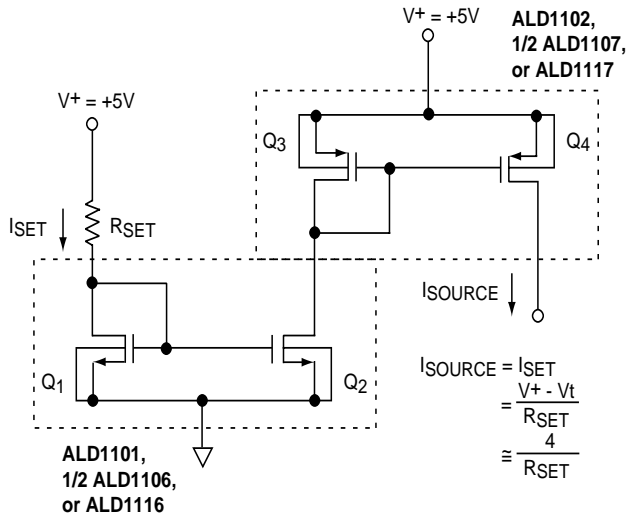 V+ = +5V
ALD1102,
1/2 ALD1107,
or ALD1117
V+ = +5V
Q3
Q4
ISET
RSET
ISOURCE
Q1
Q2
ISOURCE = ISET
= V+ - Vt
RSET
≅ 4
RSET
ALD1101,
1/2 ALD1106,
or ALD1116